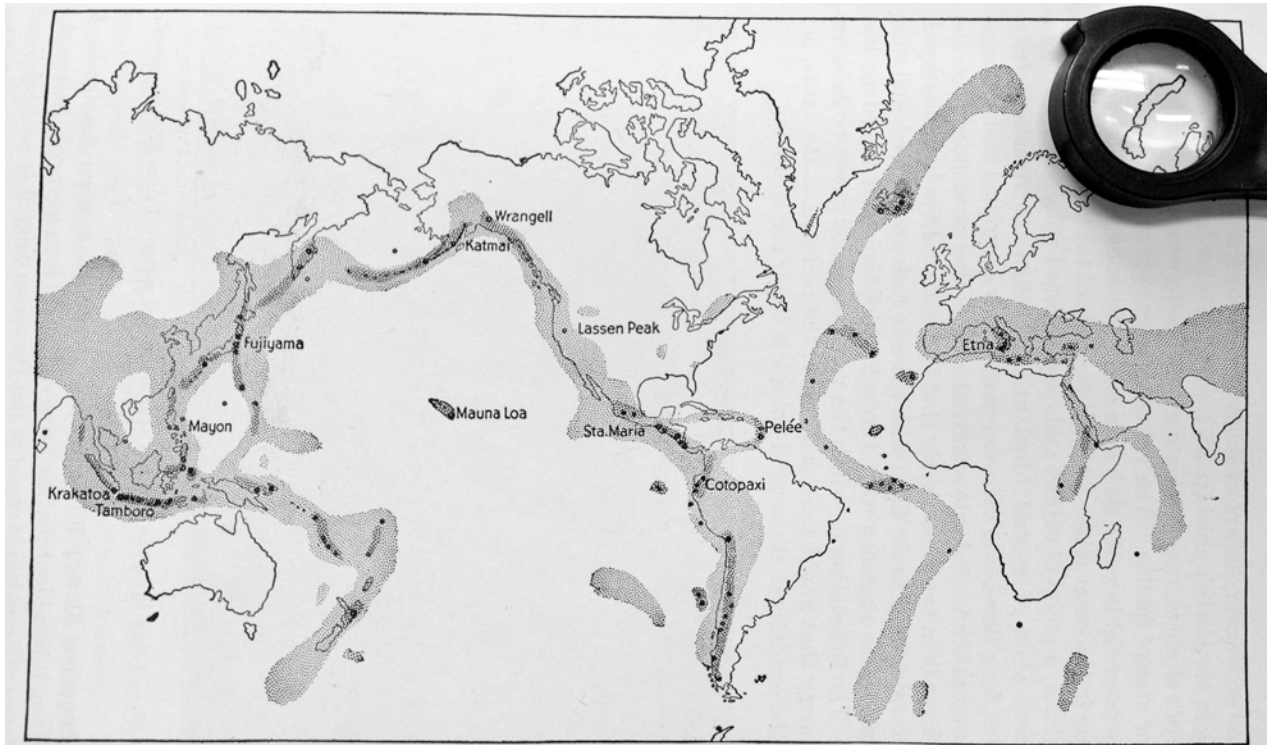 Wrangell
Katmai
Lassen Peak
Fujiyama
Etna
Mauna Loa
Mayon
Sta. Maria
Pelée
Cotopaxi
Krakatoa
Tamboro